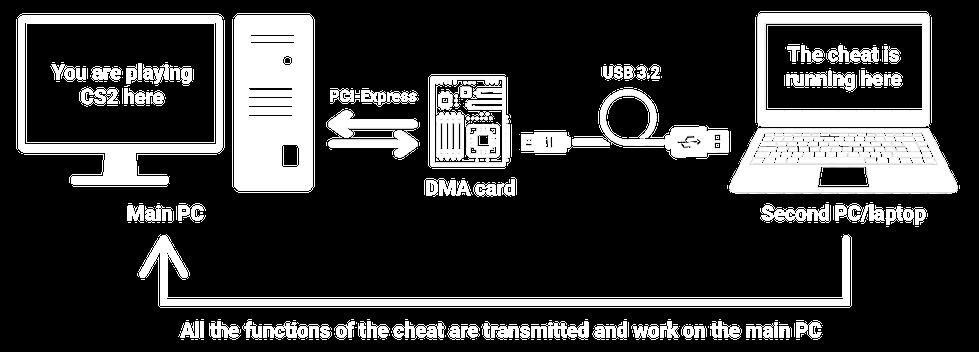 You are playing
CS2 here
The cheat is
running here
USB 3.2
PCI-Express
DMA card
Main PC
Second PC/laptop
All the functions of the cheat are transmitted and work on the main PC